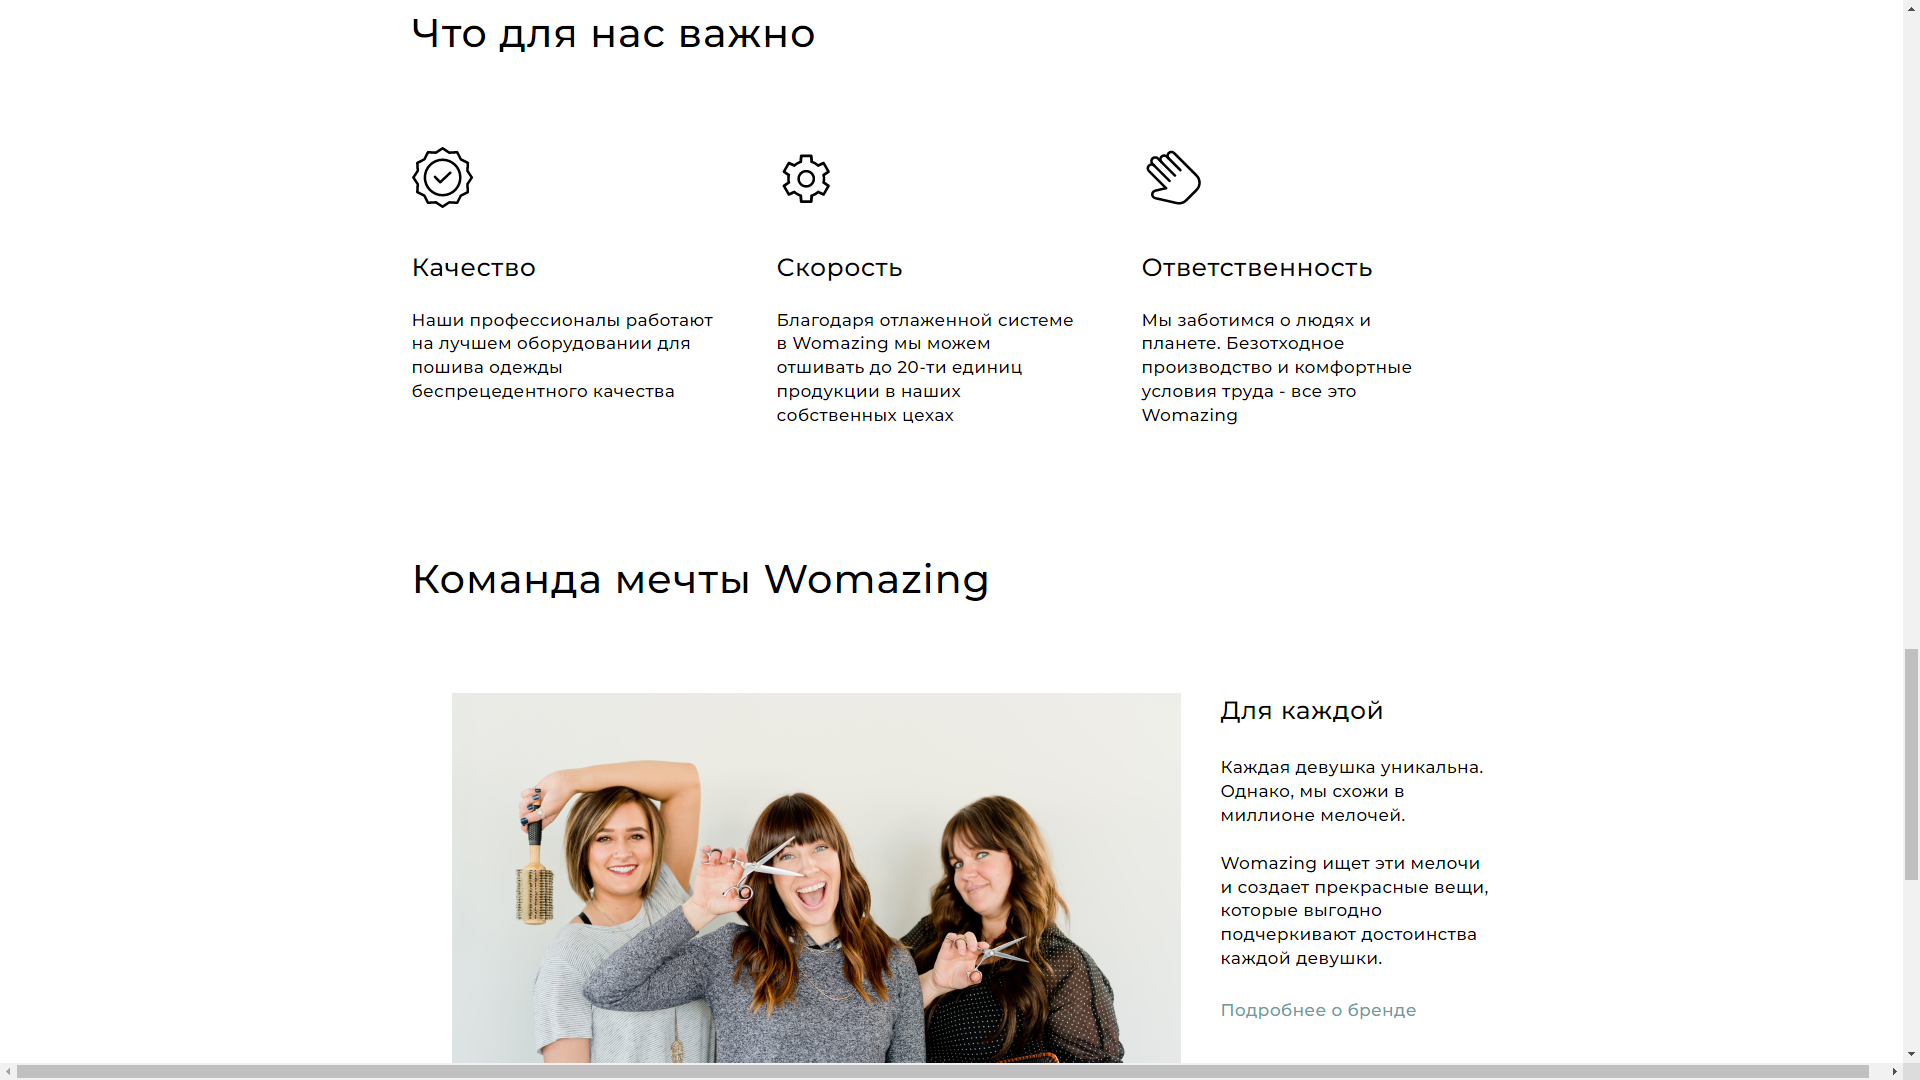 Что для нас важно
Качество
Наши профессионалы работают
на лучшем оборудовании для
пошива одежды
беспрецедентного качества
Скорость
Благодаря отлаженной системе
в Womazing мы можем
отшивать до 20-ти единиц
продукции в наших
собственных цехах
Ответственность
Мы заботимся о людях и
планете. Безотходное
производство и комфортные
условия труда - все это
Womazing
Команда мечты Womazing
Для каждой
Каждая девушка уникальна.
Однако, мы схожи в
миллионе мелочей.
Womazing ищет эти мелочи
и создает прекрасные вещи,
которые выгодно
подчеркивают достоинства
каждой девушки.
Подробнее о бренде